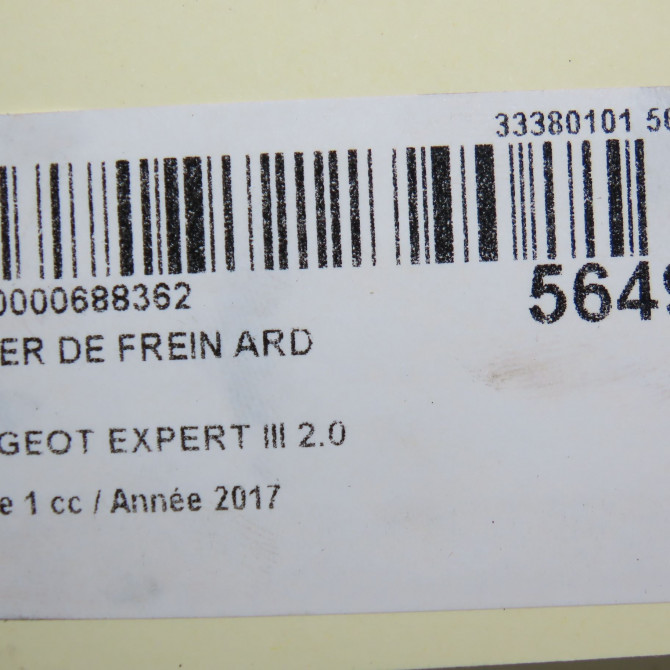 33380101 56
0000688362
5649
ER DE FREIN ARD
GEOT EXPERT III 2.0
e 1 cc / Année 2017